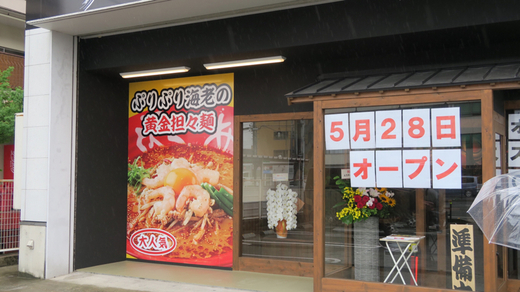 ぷりぷり海老の
黄金担々麺
大人気
5月28日
オープン
準備